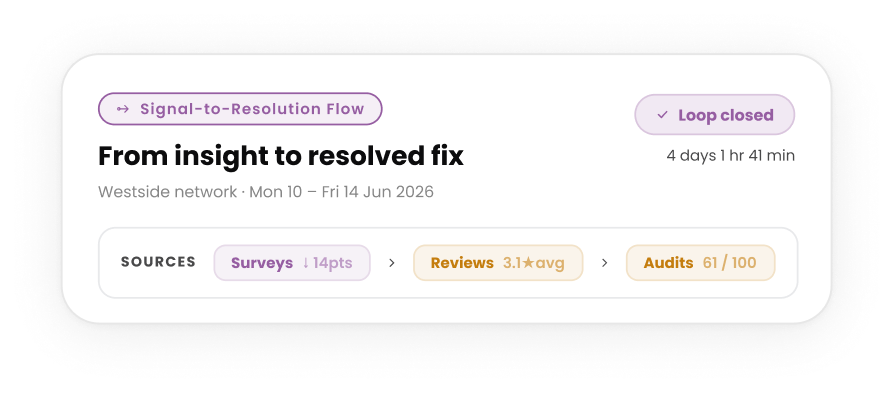 Signal-to-Resolution Flow
Loop closed
From insight to resolved fix
4 days 1 hr 41 min
Westside network · Mon 10 – Fri 14 Jun 2026
SOURCES Surveys ↓ 14pts › Reviews 3.1★avg › Audits 61 / 100